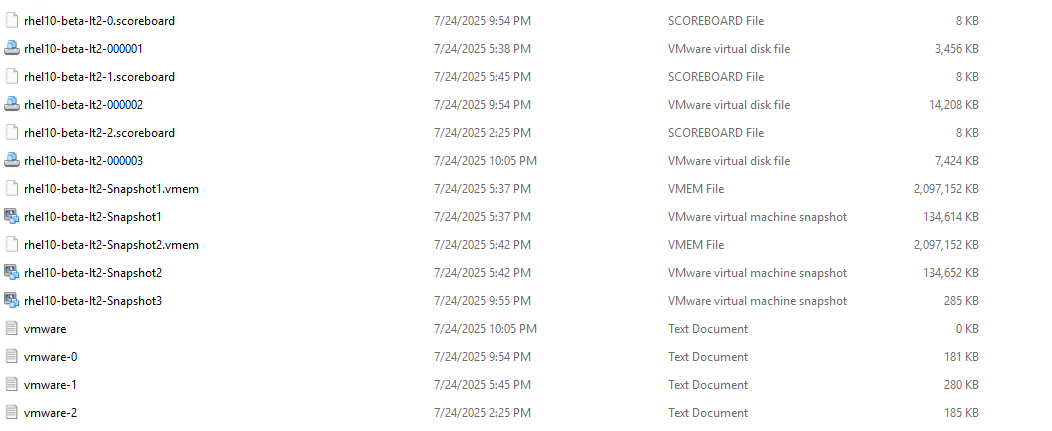 rhel10-beta-lt2-0.scoreboard 7/24/2025 9:54 PM SCOREBOARD File 8 KB
rhel10-beta-lt2-000001 7/24/2025 5:38 PM VMware virtual disk file 3,456 KB
rhel10-beta-lt2-1.scoreboard 7/24/2025 5:45 PM SCOREBOARD File 8 KB
rhel10-beta-lt2-000002 7/24/2025 9:54 PM VMware virtual disk file 14,208 KB
rhel10-beta-lt2-2.scoreboard 7/24/2025 2:25 PM SCOREBOARD File 8 KB
rhel10-beta-lt2-000003 7/24/2025 10:05 PM VMware virtual disk file 7,424 KB
rhel10-beta-lt2-Snapshot1.vmem 7/24/2025 5:37 PM VMEM File 2,097,152 KB
rhel10-beta-lt2-Snapshot1 7/24/2025 5:37 PM VMware virtual machine snapshot 134,614 KB
rhel10-beta-lt2-Snapshot2.vmem 7/24/2025 5:42 PM VMEM File 2,097,152 KB
rhel10-beta-lt2-Snapshot2 7/24/2025 5:42 PM VMware virtual machine snapshot 134,652 KB
rhel10-beta-lt2-Snapshot3 7/24/2025 9:55 PM VMware virtual machine snapshot 285 KB
vmware 7/24/2025 10:05 PM Text Document 0 KB
vmware-0 7/24/2025 9:54 PM Text Document 181 KB
vmware-1 7/24/2025 5:45 PM Text Document 280 KB
vmware-2 7/24/2025 2:25 PM Text Document 185 KB